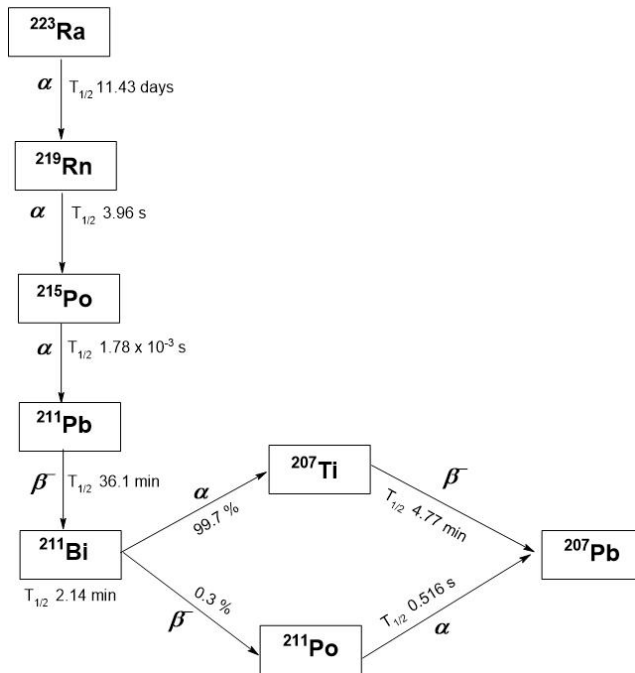 ²²³Ra
α T₁/₂ 11.43 days
²¹⁹Rn
α T₁/₂ 3.96 s
²¹⁵Po
α T₁/₂ 1.78 x 10⁻³ s
²¹¹Pb
β⁻ T₁/₂ 36.1 min
²¹¹Bi
T₁/₂ 2.14 min
α
99.7 %
²⁰⁷Ti
β⁻
T₁/₂ 4.77 min
0.3 %
β⁻
²¹¹Po
T₁/₂ 0.516 s
α
²⁰⁷Pb